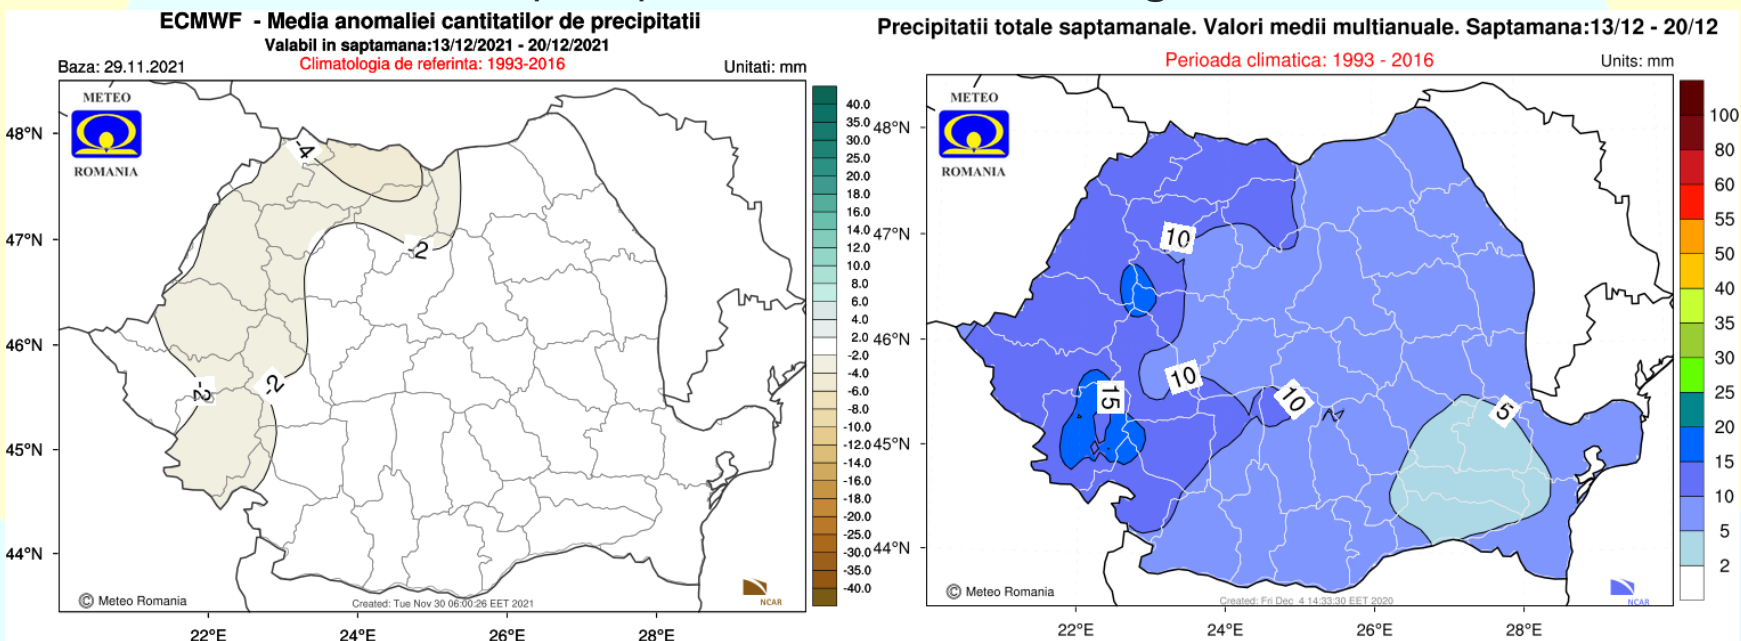 ECMWF - Media anomaliei cantitatilor de precipitatii
Valabil in saptamana:13/12/2021 - 20/12/2021
Baza: 29.11.2021
Climatologia de referinta: 1993-2016
Unitati: mm
METEO
ROMANIA
48°N
47°N
46°N
45°N
44°N
-4
-2
-2
-2
40.0
35.0
30.0
25.0
20.0
18.0
16.0
14.0
12.0
10.0
8.0
6.0
4.0
2.0
-2.0
-4.0
-6.0
-8.0
-10.0
-12.0
-14.0
-16.0
-18.0
-20.0
-25.0
-30.0
-35.0
-40.0
© Meteo Romania
Created: Tue Nov 30 06:00:26 EET 2021
NCAR
22°E
24°E
26°E
28°E
Precipitatii totale saptamanale. Valori medii multianuale. Saptamana:13/12 - 20/12
Perioada climatica: 1993 - 2016
Units: mm
METEO
ROMANIA
48°N
47°N
46°N
45°N
44°N
10
10
15
10
5
100
80
60
55
50
40
35
30
25
20
15
10
5
2
© Meteo Romania
Created: Fri Dec 4 14:33:30 EET 2020
NCAR
22°E
24°E
26°E
28°E